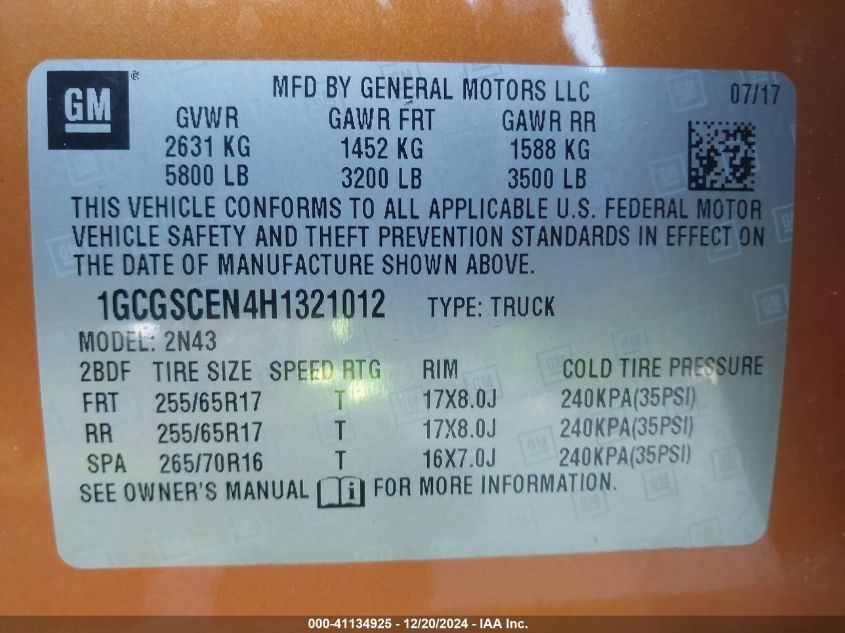 GM
®
MFD BY GENERAL MOTORS LLC 07/17
GVWR GAWR FRT GAWR RR
2631 KG 1452 KG 1588 KG
5800 LB 3200 LB 3500 LB
THIS VEHICLE CONFORMS TO ALL APPLICABLE U.S. FEDERAL MOTOR
VEHICLE SAFETY AND THEFT PREVENTION STANDARDS IN EFFECT ON
THE DATE OF MANUFACTURE SHOWN ABOVE.
1GCGSCEN4H1321012 TYPE: TRUCK
MODEL: 2N43
2BDF TIRE SIZE SPEED RTG RIM COLD TIRE PRESSURE
FRT 255/65R17 T 17X8.0J 240KPA(35PSI)
RR 255/65R17 T 17X8.0J 240KPA(35PSI)
SPA 265/70R16 T 16X7.0J 240KPA(35PSI)
SEE OWNER'S MANUAL i FOR MORE INFORMATION.
000-41134925 - 12/20/2024 - IAA Inc.